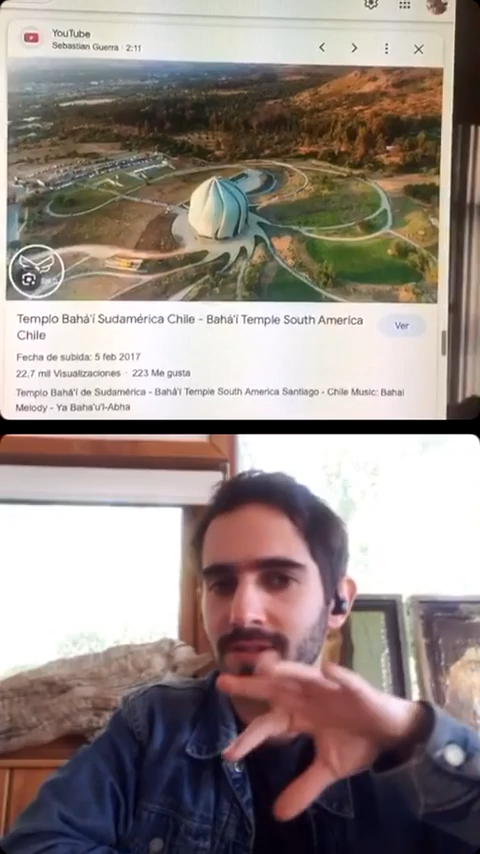 YouTube
Sebastian Guerra · 2:11
Templo Bahá'í Sudamérica Chile - Bahá'í Temple South America
Chile
Ver
Fecha de subida: 5 feb 2017
22,7 mil Visualizaciones · 223 Me gusta
Templo Bahá'í de Sudamérica - Bahá'í Temple South America Santiago - Chile Music: Bahai
Melody - Ya Baha'u'l-Abha